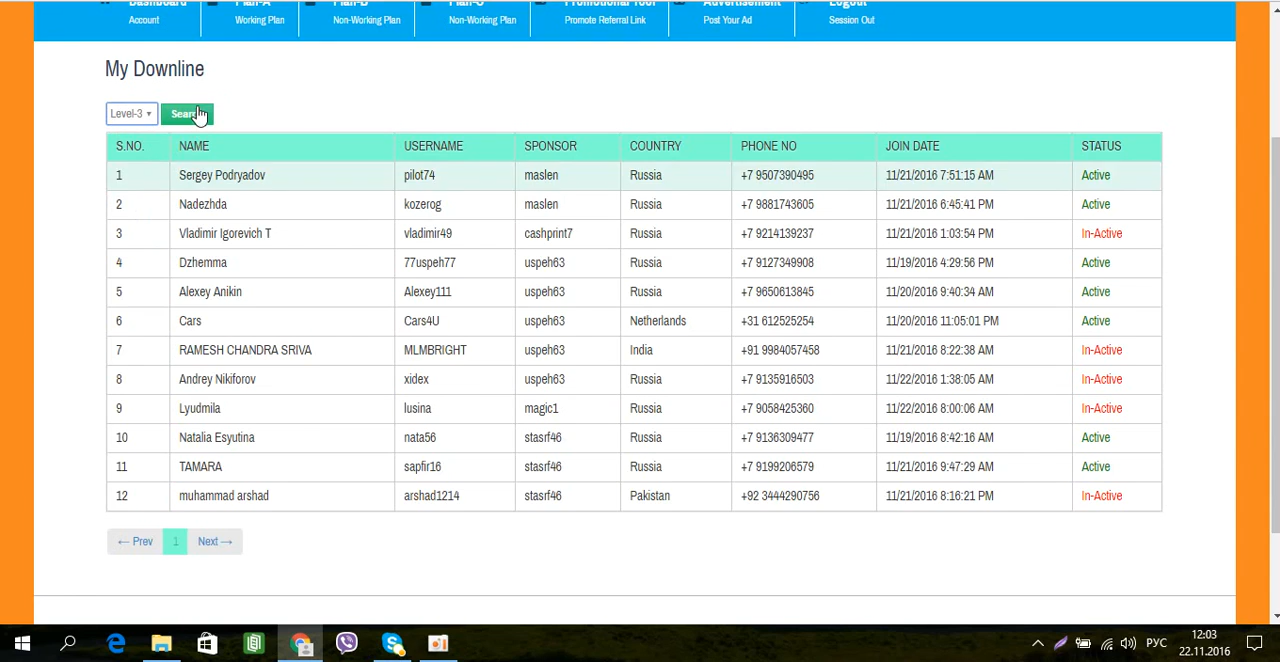 Dashboard Plan-A Plan-B Plan-C Promotional Tool Advertisement Logout
Account Working Plan Non-Working Plan Non-Working Plan Promote Referral Link Post Your Ad Session Out
My Downline
Level-3
S.NO. NAME USERNAME SPONSOR COUNTRY PHONE NO JOIN DATE STATUS
1 Sergey Podryadov pilot74 maslen Russia +7 9507390495 11/21/2016 7:51:15 AM Active
2 Nadezhda kozerog maslen Russia +7 9881743605 11/21/2016 6:45:41 PM Active
3 Vladimir Igorevich T vladimir49 cashprint7 Russia +7 9214139237 11/21/2016 1:03:54 PM In-Active
4 Dzhemma 77uspeh77 uspeh63 Russia +7 9127349908 11/19/2016 4:29:56 PM Active
5 Alexey Anikin Alexey111 uspeh63 Russia +7 9650613845 11/20/2016 9:40:34 AM Active
6 Cars Cars4U uspeh63 Netherlands +31 612525254 11/20/2016 11:05:01 PM Active
7 RAMESH CHANDRA SRIVA MLMBRIGHT uspeh63 India +91 9984057458 11/21/2016 8:22:38 AM In-Active
8 Andrey Nikiforov xidex uspeh63 Russia +7 9135916503 11/22/2016 1:38:05 AM In-Active
9 Lyudmila lusina magic1 Russia +7 9058425360 11/22/2016 8:00:06 AM In-Active
10 Natalia Esyutina nata56 stasrf46 Russia +7 9136309477 11/19/2016 8:42:16 AM Active
11 TAMARA sapfir16 stasrf46 Russia +7 9199206579 11/21/2016 9:47:29 AM Active
12 muhammad arshad arshad1214 stasrf46 Pakistan +92 3444290756 11/21/2016 8:16:21 PM In-Active
← Prev 1 Next →
РУС 12:03
22.11.2016